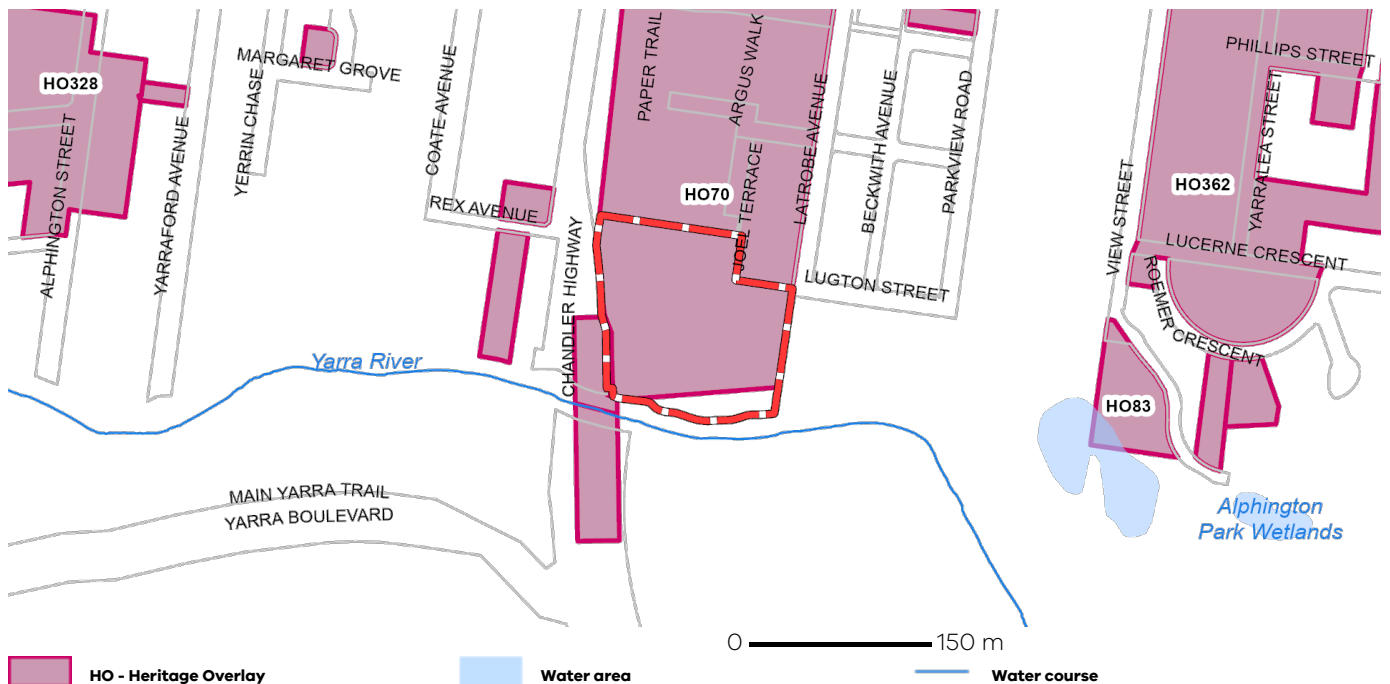 PHILLIPS STREET
MARGARET GROVE
HO328
PAPER TRAIL
ARGUS WALK
COATE AVENUE
YERRIN CHASE
ALPHINGTON STREET
YARRAFORD AVENUE
LATROBE AVENUE
BECKWITH AVENUE
PARKVIEW ROAD
YARRALEA STREET
HO362
HO70
REX AVENUE
JOEL TERRACE
VIEW STREET
LUCERNE CRESCENT
CHANDLER HIGHWAY
LUGTON STREET
ROEMER CRESCENT
Yarra River
HO83
MAIN YARRA TRAIL
YARRA BOULEVARD
Alphington
Park Wetlands
0 150 m
HO - Heritage Overlay
Water area
Water course